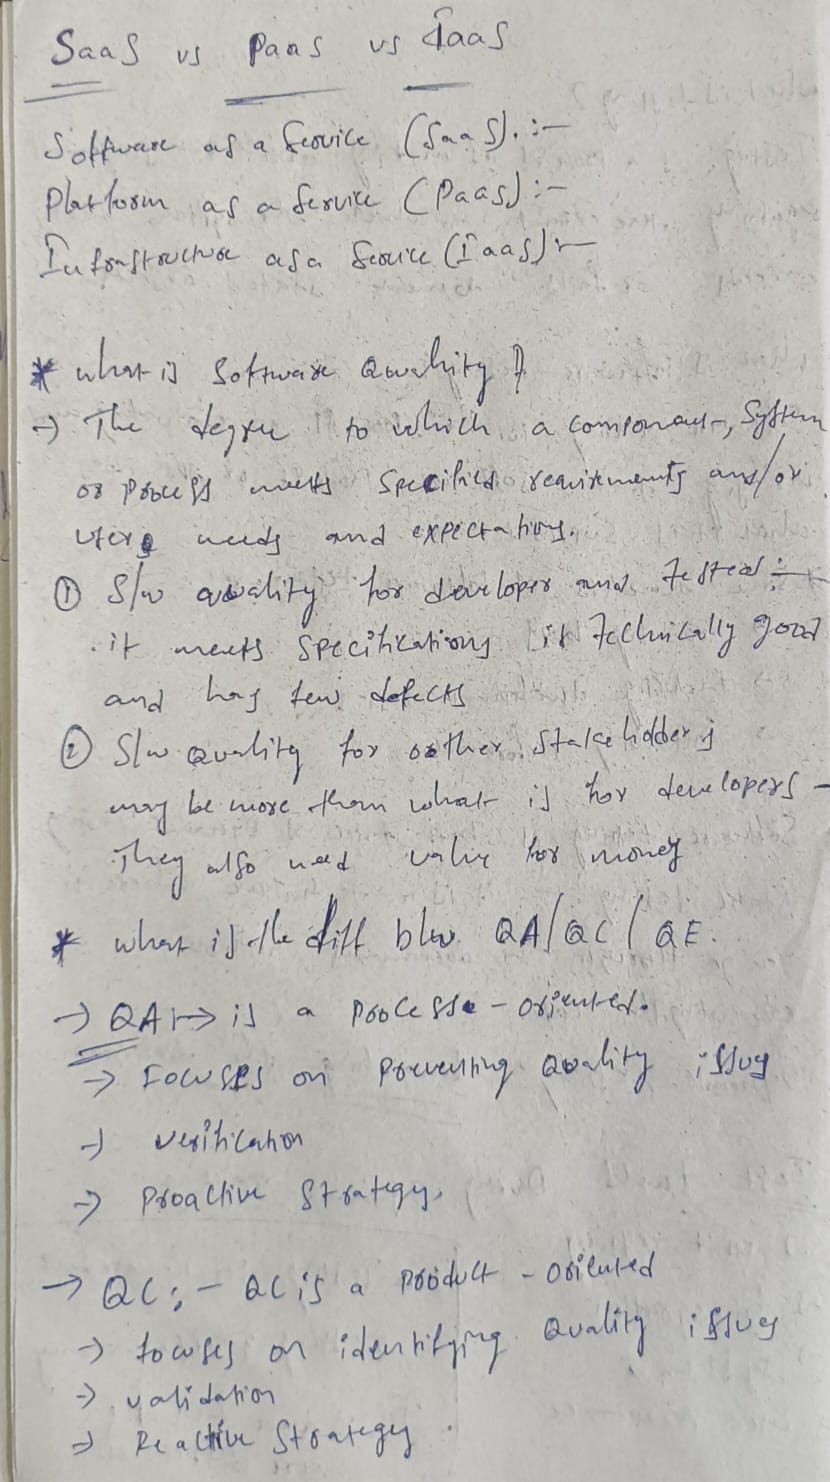 SaaS vs PaaS vs IaaS
Software as a Service (SaaS). :-
Platform as a Service (PaaS) :-
Infrastructure as a Service (IaaS) :-
* what is Software Quality ?
→ The degree to which a component, System
or process meets specified requirements and/or
users needs and expectations.
① S/w quality for developer and Tested :-
. it meets specifications is technically good
and has few defects
② S/w Quality for other Stakeholders
may be more than what is for developers -
They also need value for money
* what is the diff b/w QA/QC/QE.
→ QA :→ is a process - oriented.
→ Focuses on Preventing Quality issues
→ verification
→ Proactive Strategy.
→ QC :- QC is a Product - oriented
→ focuses on identifying Quality issues
→ validation
→ Reactive Strategy.